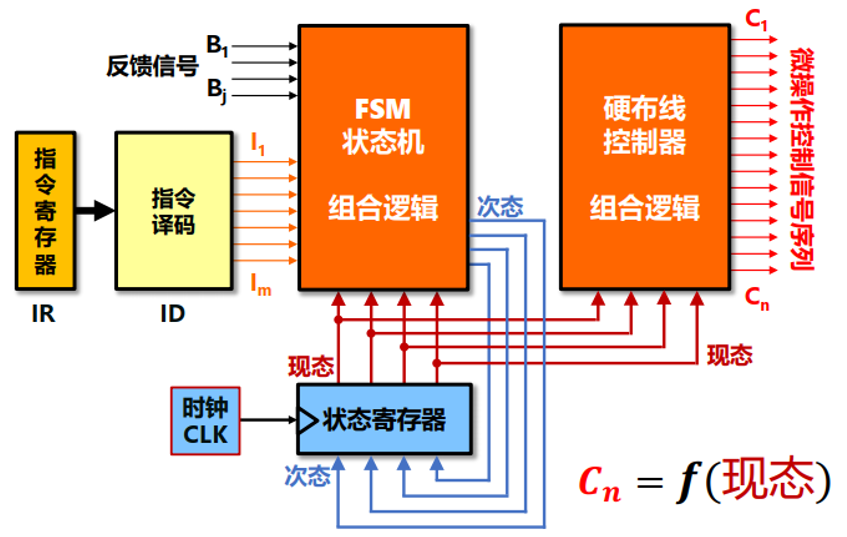 反馈信号
B1
Bj
指令寄存器
IR
指令
译码
ID
I1
Im
FSM
状态机
组合逻辑
次态
硬布线
控制器
组合逻辑
C1
Cn
微操作控制信号序列
现态
现态
时钟
CLK
状态寄存器
次态
Cn = f(现态)